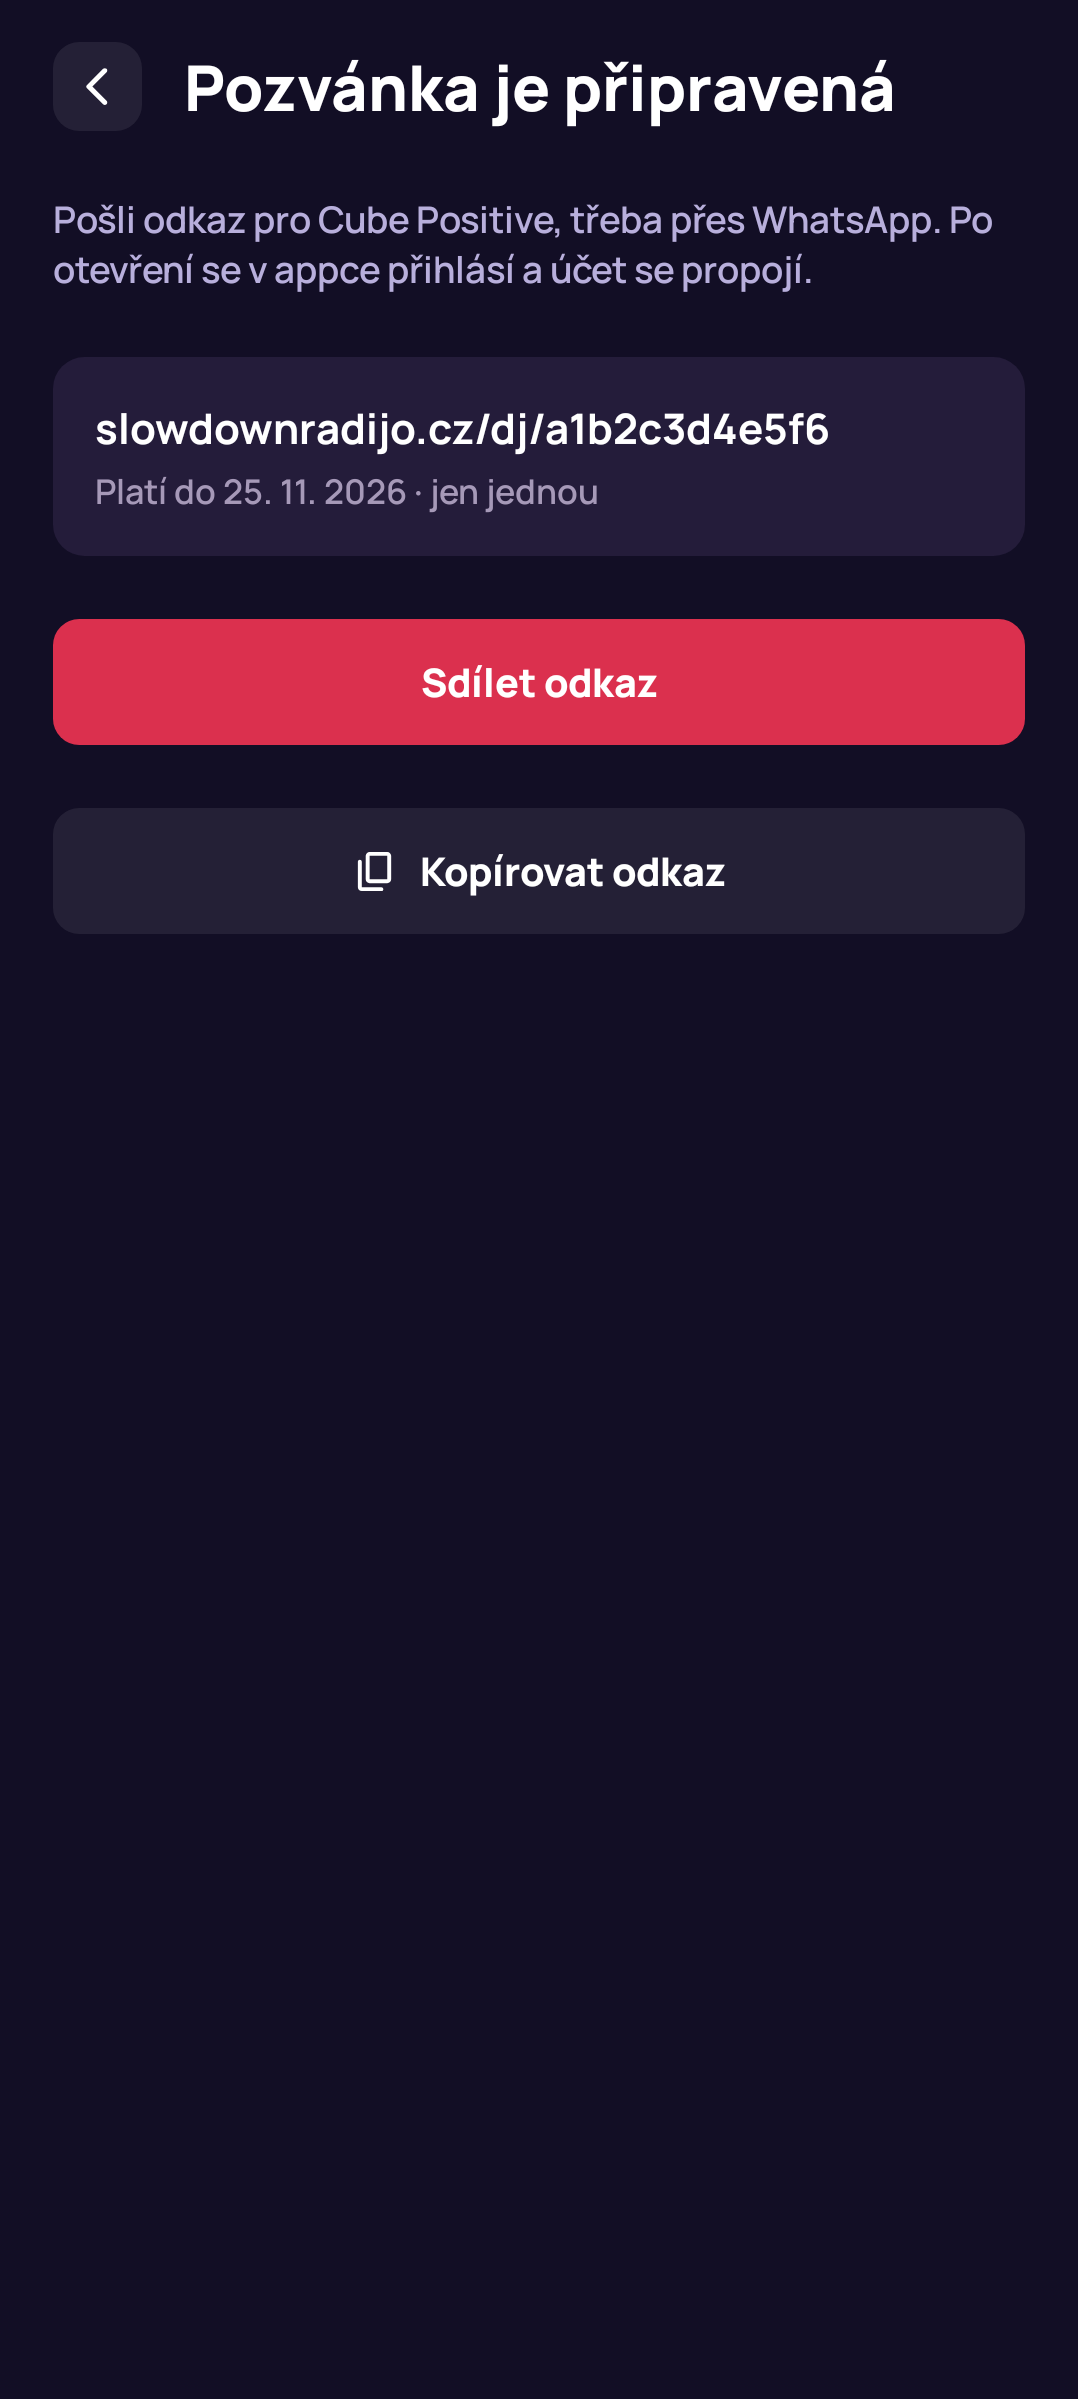 Pozvánka je připravená
Pošli odkaz pro Cube Positive, třeba přes WhatsApp. Po
otevření se v appce přihlásí a účet se propojí.
slowdownradijo.cz/dj/a1b2c3d4e5f6
Platí do 25. 11. 2026 · jen jednou
Sdílet odkaz
Kopírovat odkaz